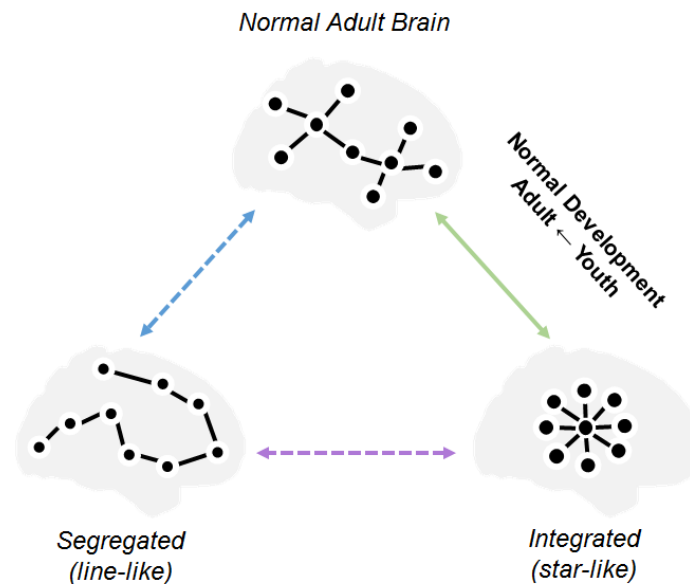 Normal Adult Brain
Normal Development
Adult ← Youth
Segregated
(line-like)
Integrated
(star-like)